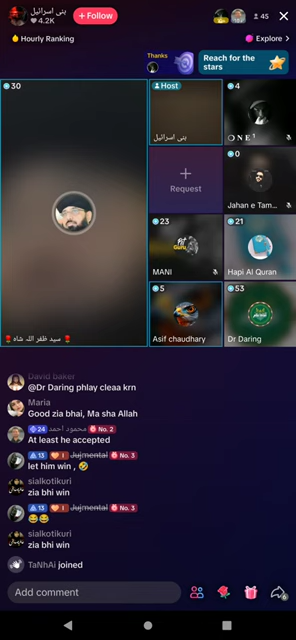 بنی اسرائیل
4.2K
+ Follow
45
Hourly Ranking
Explore >
Thanks
Reach for the stars
30
Host
بنی اسرائیل
4
O N E ¹
+
Request
0
Jahan e Tam...
23
MANI
21
Hapi Al Quran
سید ظفر اللہ شاہ
5
Asif chaudhary
53
Dr Daring
David baker
@Dr Daring phlay cleaa krn
Maria
Good zia bhai, Ma sha Allah
24 محمود احمد No. 2
At least he accepted
13 I Jujmental No. 3
let him win , 🤣
sialkotikuri
zia bhi win
13 I Jujmental No. 3
😂😂
sialkotikuri
zia bhi win
TaNhAi joined
Add comment
6